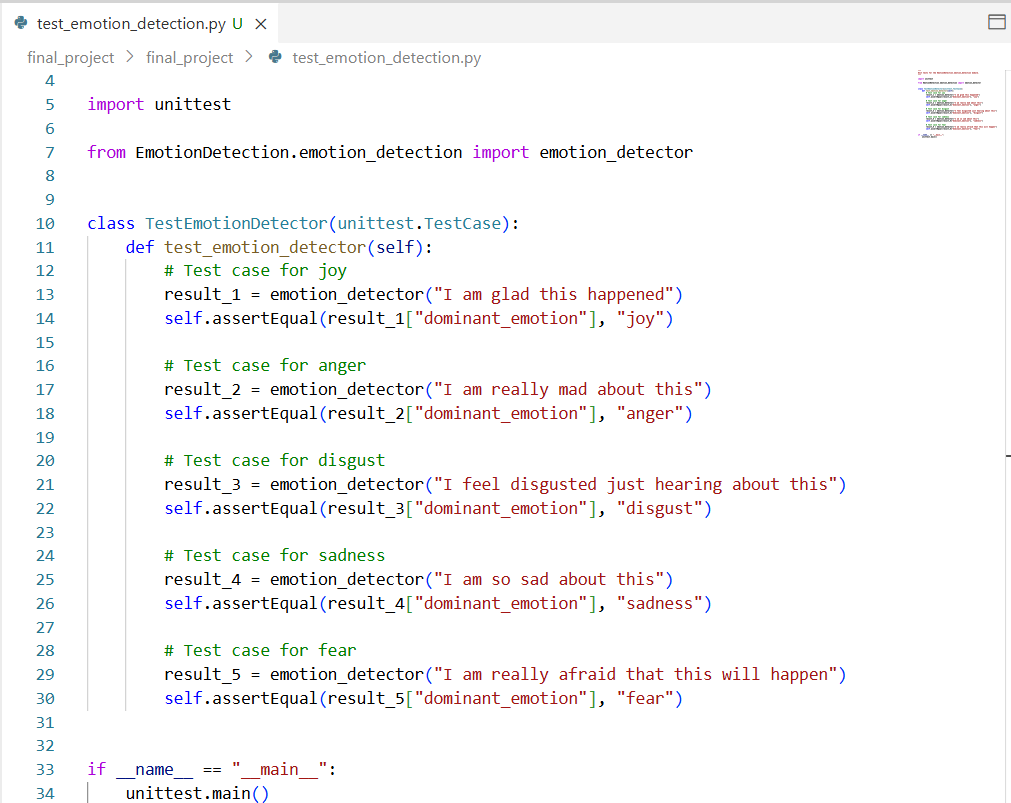 test_emotion_detection.py U
final_project > final_project > test_emotion_detection.py
4
5 import unittest
6
7 from EmotionDetection.emotion_detection import emotion_detector
8
9
10 class TestEmotionDetector(unittest.TestCase):
11     def test_emotion_detector(self):
12         # Test case for joy
13         result_1 = emotion_detector("I am glad this happened")
14         self.assertEqual(result_1["dominant_emotion"], "joy")
15
16         # Test case for anger
17         result_2 = emotion_detector("I am really mad about this")
18         self.assertEqual(result_2["dominant_emotion"], "anger")
19
20         # Test case for disgust
21         result_3 = emotion_detector("I feel disgusted just hearing about this")
22         self.assertEqual(result_3["dominant_emotion"], "disgust")
23
24         # Test case for sadness
25         result_4 = emotion_detector("I am so sad about this")
26         self.assertEqual(result_4["dominant_emotion"], "sadness")
27
28         # Test case for fear
29         result_5 = emotion_detector("I am really afraid that this will happen")
30         self.assertEqual(result_5["dominant_emotion"], "fear")
31
32
33 if __name__ == "__main__":
34     unittest.main()